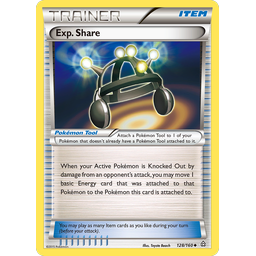 TRAINER ITEM
Exp. Share
Pokémon Tool
Attach a Pokémon Tool to 1 of your
Pokémon that doesn't already have a Pokémon Tool attached to it.
When your Active Pokémon is Knocked Out by
damage from an opponent's attack, you may move 1
basic Energy card that was attached to that
Pokémon to the Pokémon this card is attached to.
You may play as many Item cards as you like during your turn
(before your attack).
Illus. Toyste Beach
128/160